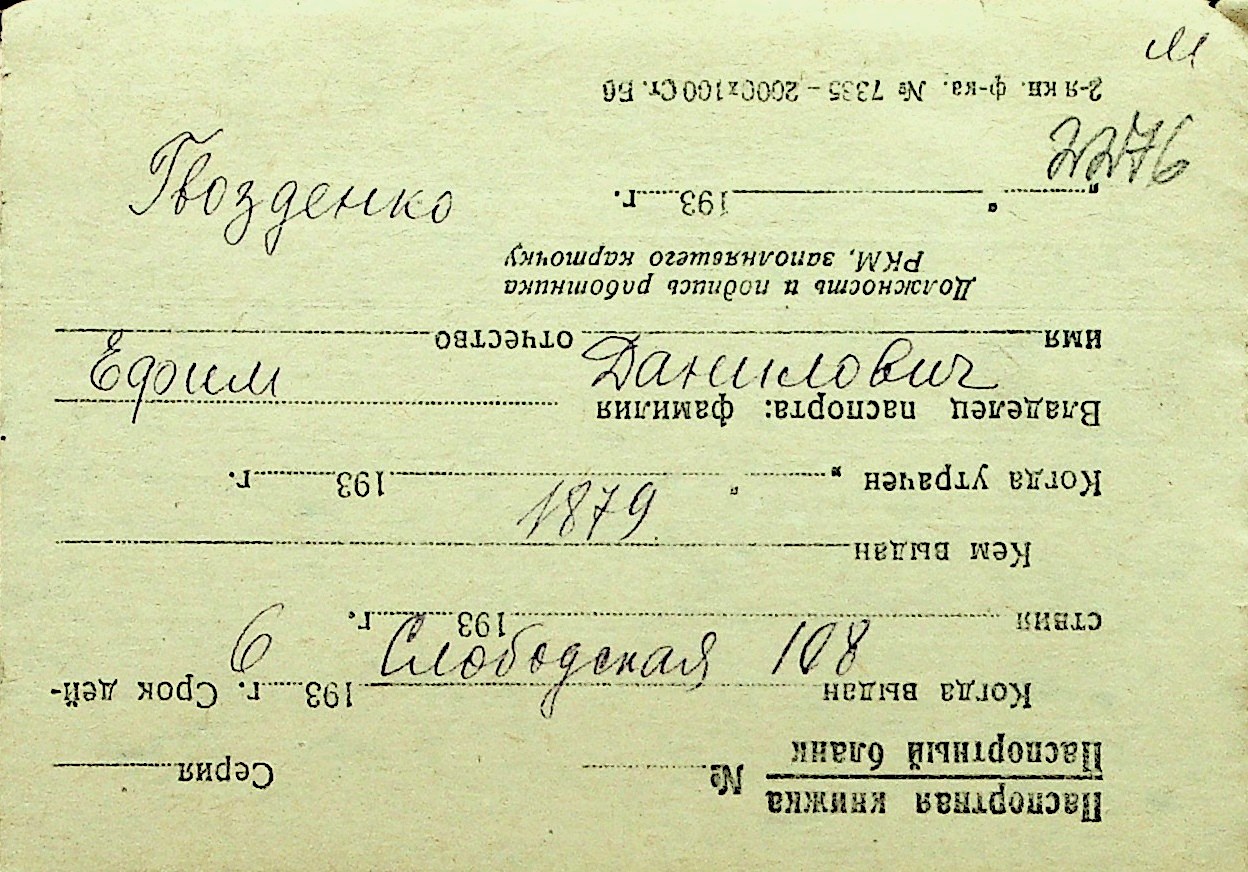 М
2276
Гвозденко
Ефим Данилович
1879
6 Слободская 108
Паспортная книжка
Паспортный бланк № Серия
Когда выдан 193 г. Срок дей-
ствия 193 г.
Кем выдан
Когда утрачен „ " 193 г.
Владелец паспорта: фамилия
имя отчество
Должность и подпись работника
РКМ, заполнявшего карточку
" " 193 г.
2-я кн. ф-ка. № 7335 – 2000х100 Ст. Бб